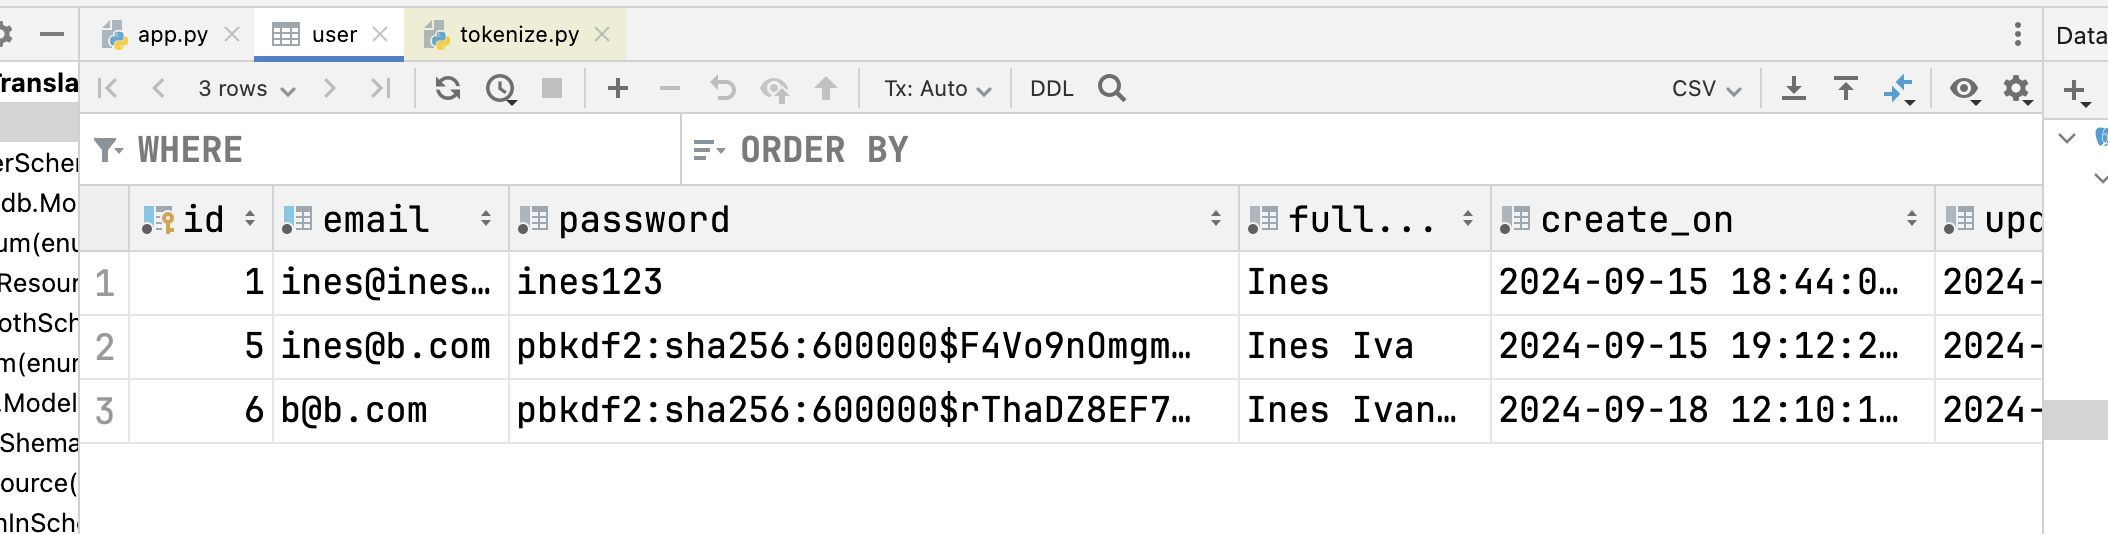 app.py user tokenize.py Data
Transla 3 rows Tx: Auto DDL CSV
WHERE ORDER BY
erSche
db.Mo
id email password full... create_on upd
um(enu
Resour 1 1 ines@ines… ines123 Ines 2024-09-15 18:44:0… 2024-
othSch
m(enur 2 5 ines@b.com pbkdf2:sha256:600000$F4Vo9nOmgm… Ines Iva 2024-09-15 19:12:2… 2024-
.Model 3 6 b@b.com pbkdf2:sha256:600000$rThaDZ8EF7… Ines Ivan… 2024-09-18 12:10:1… 2024-
Shema
ource(
nInSch